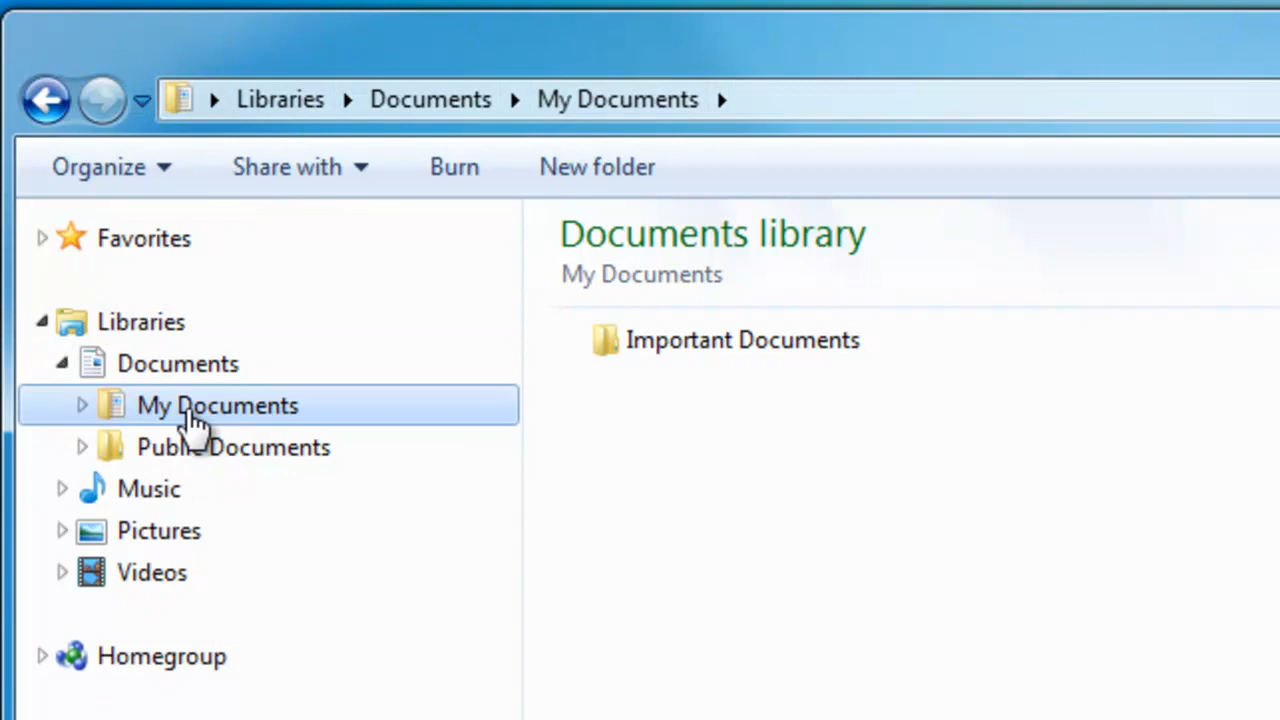 Libraries Documents My Documents
Organize Share with Burn New folder
Favorites
Libraries
Documents
My Documents
Public Documents
Music
Pictures
Videos
Homegroup
Documents library
My Documents
Important Documents